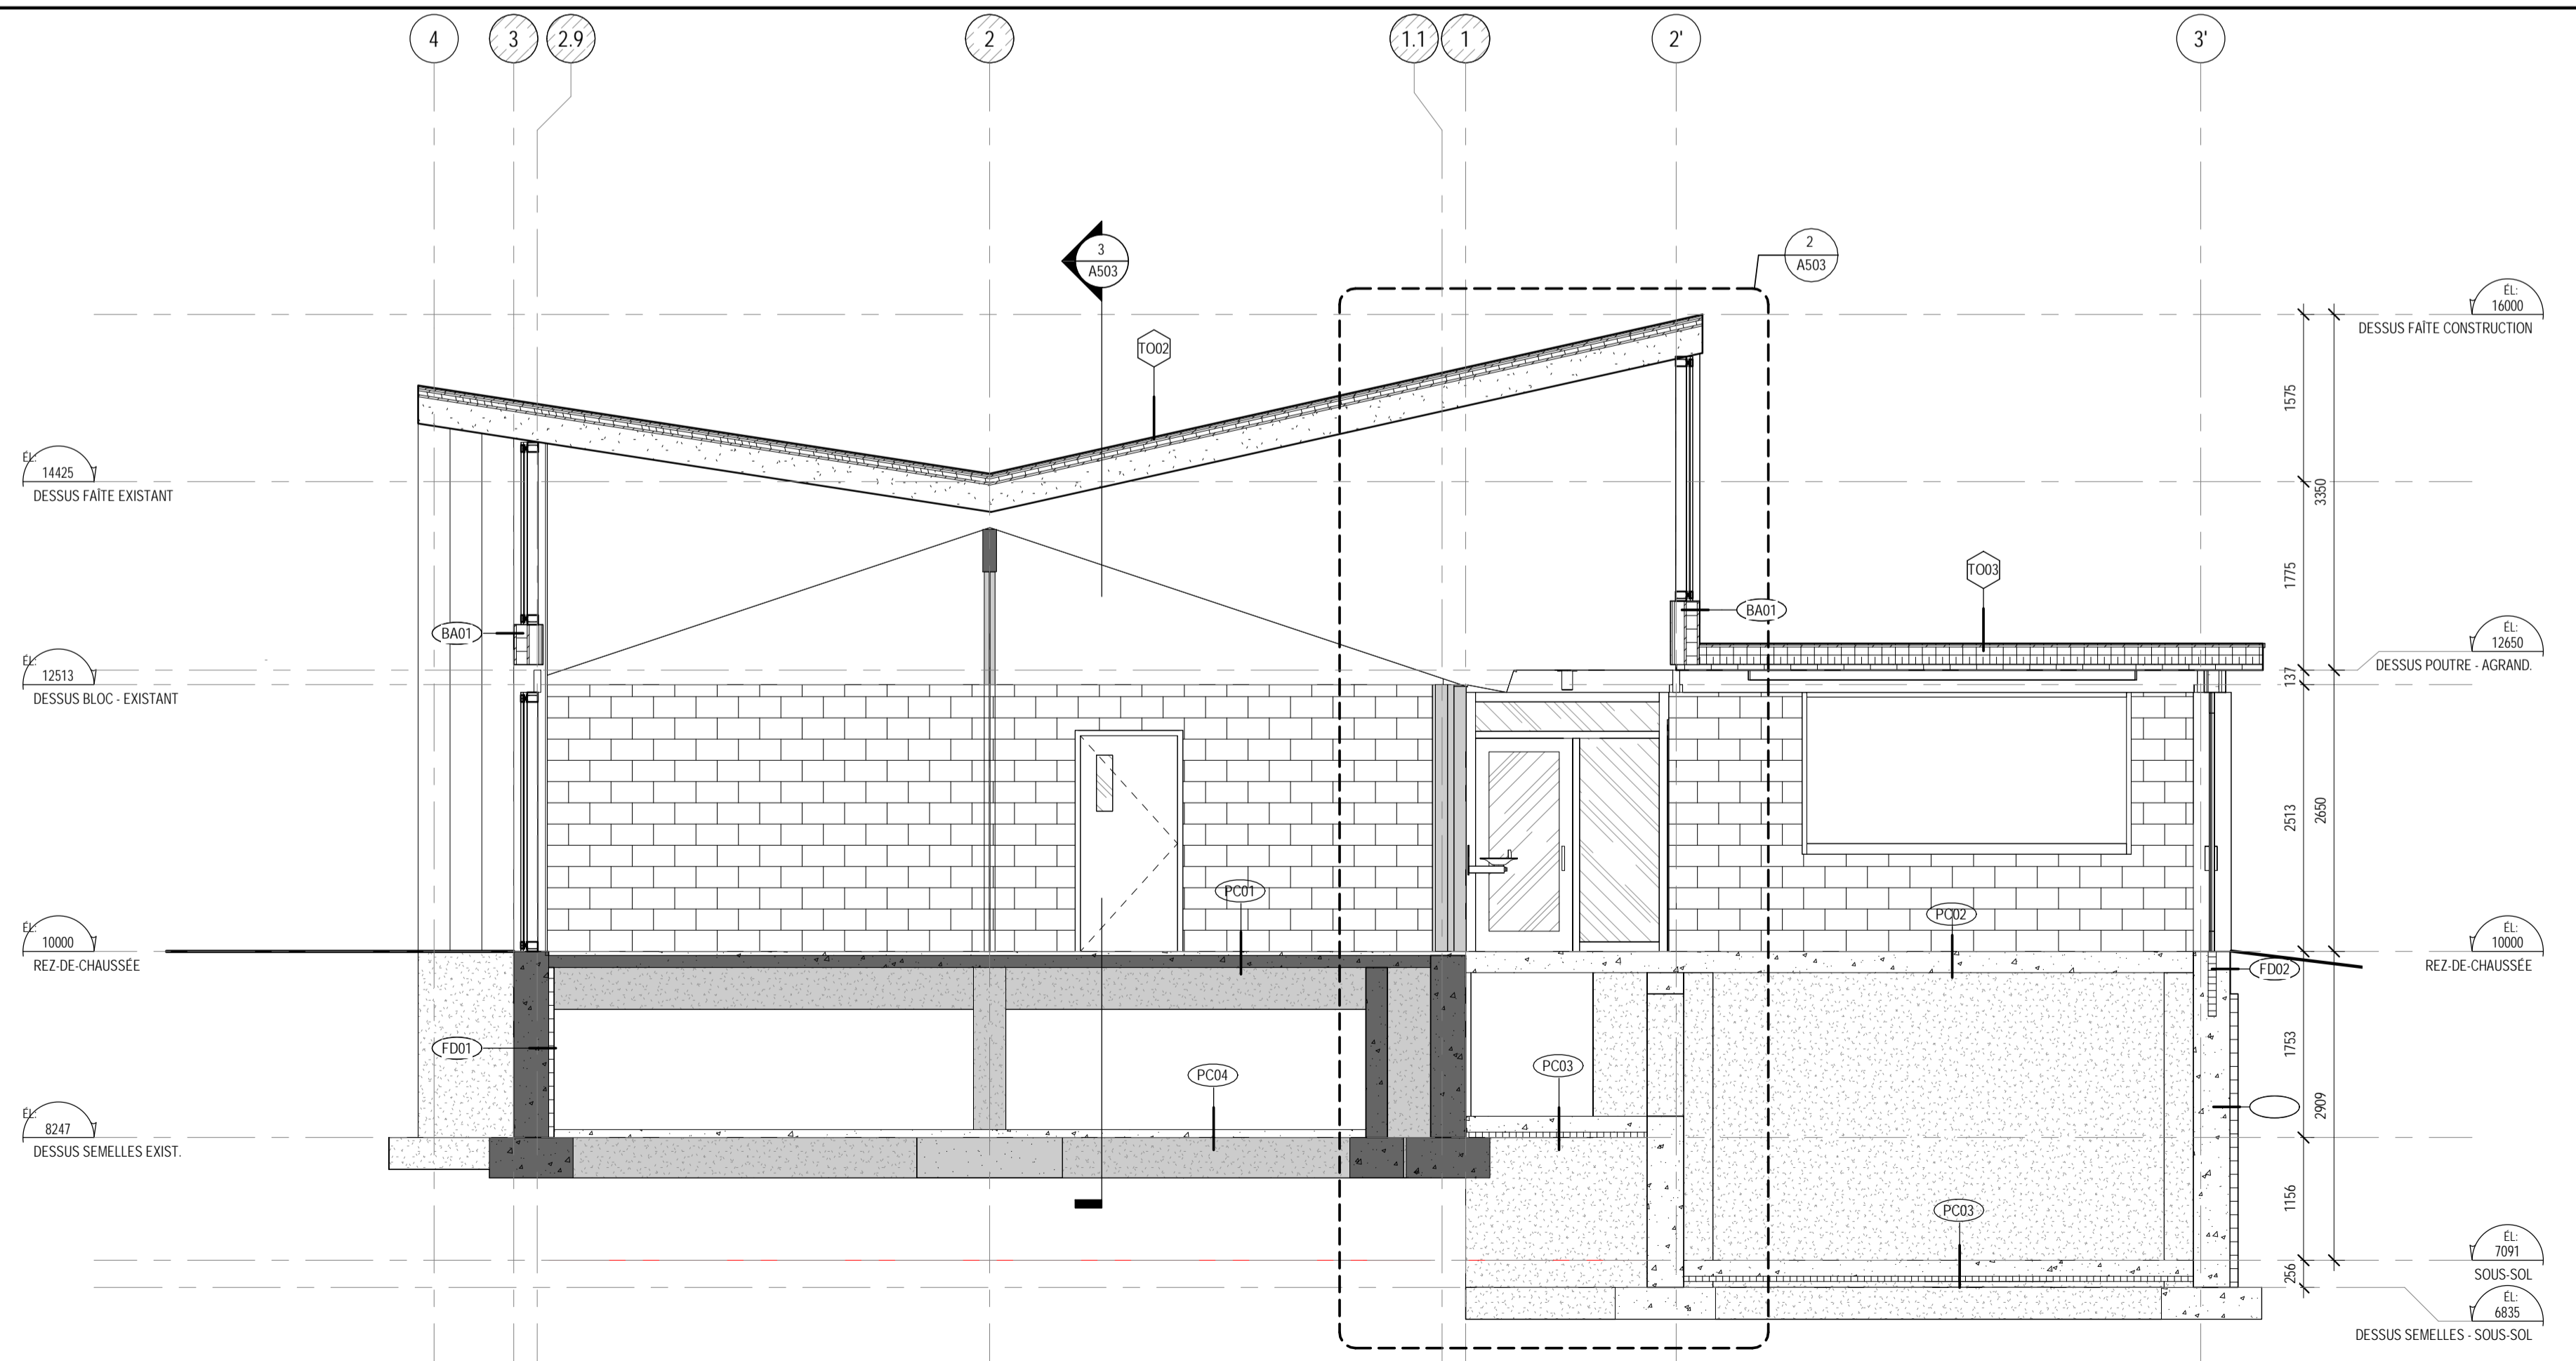 4
3
2.9
2
1.1
1
2'
3'
3
A503
2
A503
ÉL:
16000
DESSUS FAÎTE CONSTRUCTION
TO02
1575
ÉL:
14425
DESSUS FAÎTE EXISTANT
3350
1775
TO03
BA01
BA01
ÉL:
12650
DESSUS POUTRE - AGRAND.
ÉL:
12513
DESSUS BLOC - EXISTANT
137
2513
2650
PC01
PC02
ÉL:
10000
REZ-DE-CHAUSSÉE
ÉL:
10000
REZ-DE-CHAUSSÉE
FD02
FD01
1753
PC03
PC04
2909
ÉL:
8247
DESSUS SEMELLES EXIST.
1156
PC03
ÉL:
7091
SOUS-SOL
256
ÉL:
6835
DESSUS SEMELLES - SOUS-SOL